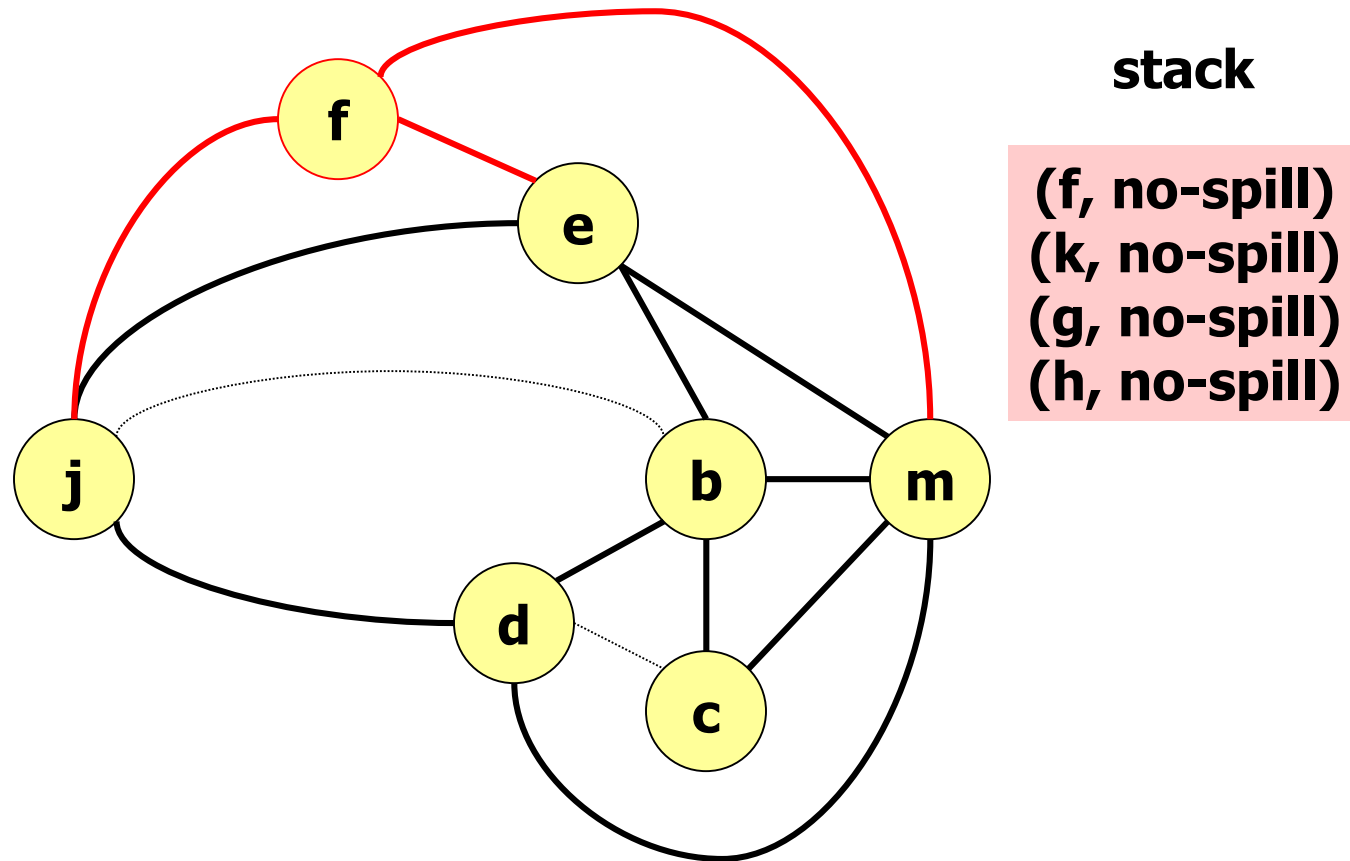 stack
f
(f, no-spill)
e
(k, no-spill)
(g, no-spill)
(h, no-spill)
j
b
m
d
c